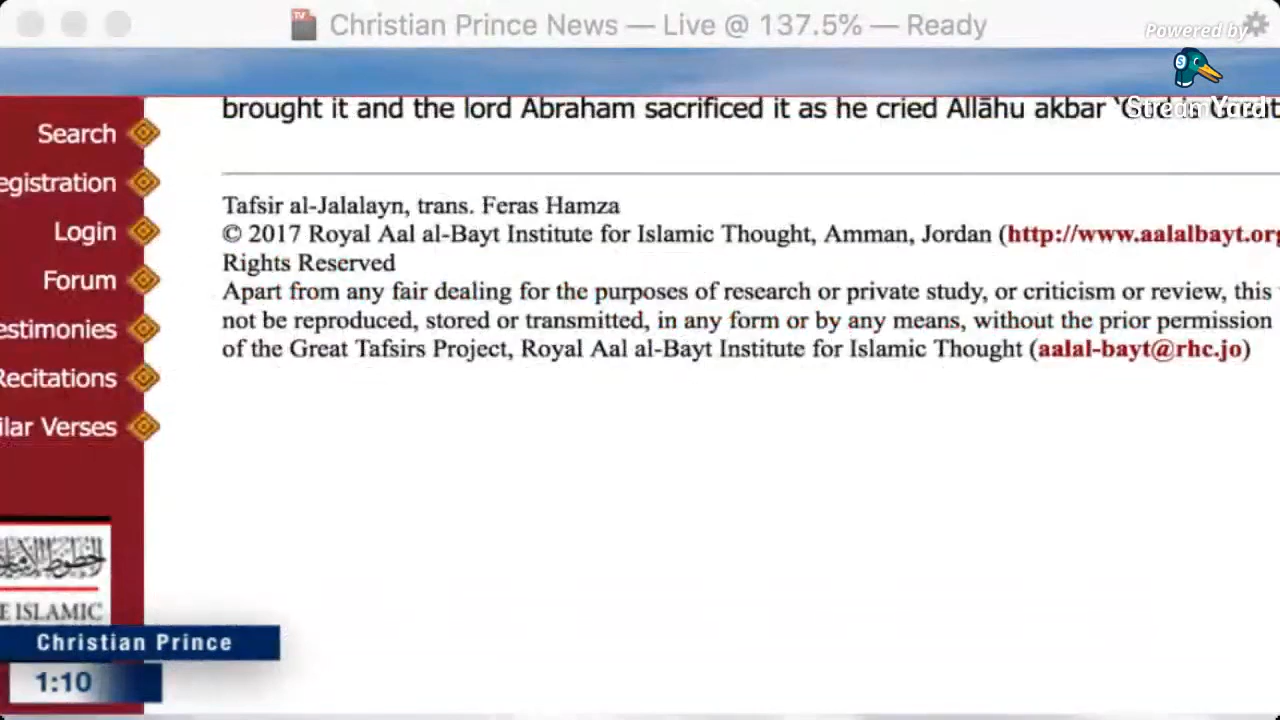 Christian Prince News — Live @ 137.5% — Ready
Powered by
StreamYard
brought it and the lord Abraham sacrificed it as he cried Allāhu akbar
Search
egistration
Login
Forum
estimonies
Recitations
ilar Verses
Tafsir al-Jalalayn, trans. Feras Hamza
© 2017 Royal Aal al-Bayt Institute for Islamic Thought, Amman, Jordan (http://www.aalalbayt.org
Rights Reserved
Apart from any fair dealing for the purposes of research or private study, or criticism or review, this
not be reproduced, stored or transmitted, in any form or by any means, without the prior permission
of the Great Tafsirs Project, Royal Aal al-Bayt Institute for Islamic Thought (aalal-bayt@rhc.jo)
E ISLAMIC
Christian Prince
1:10